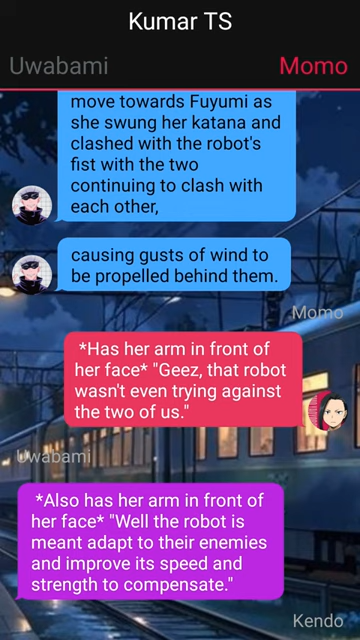 Kumar TS
Uwabami
Momo
move towards Fuyumi as
she swung her katana and
clashed with the robot's
fist with the two
continuing to clash with
each other,
causing gusts of wind to
be propelled behind them.
Momo
*Has her arm in front of
her face* "Geez, that robot
wasn't even trying against
the two of us."
Uwabami
*Also has her arm in front of
her face* "Well the robot is
meant adapt to their enemies
and improve its speed and
strength to compensate."
Kendo